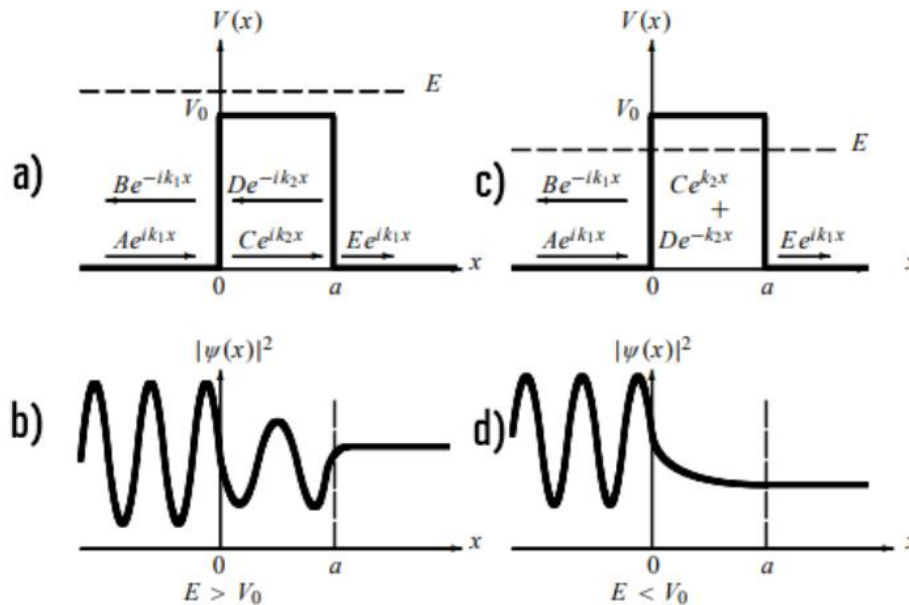 V(x)
E
V₀
a)
Be^{-ik₁x} De^{-ik₂x}
Ae^{ik₁x} Ce^{ik₂x} Ee^{ik₁x} x
0 a
V(x)
V₀
E
c)
Be^{-ik₁x} Ce^{k₂x}
+
Ae^{ik₁x} De^{-k₂x} Ee^{ik₁x}
0 a
|ψ(x)|²
b)
x
0 a
E > V₀
|ψ(x)|²
d)
0 a
E < V₀